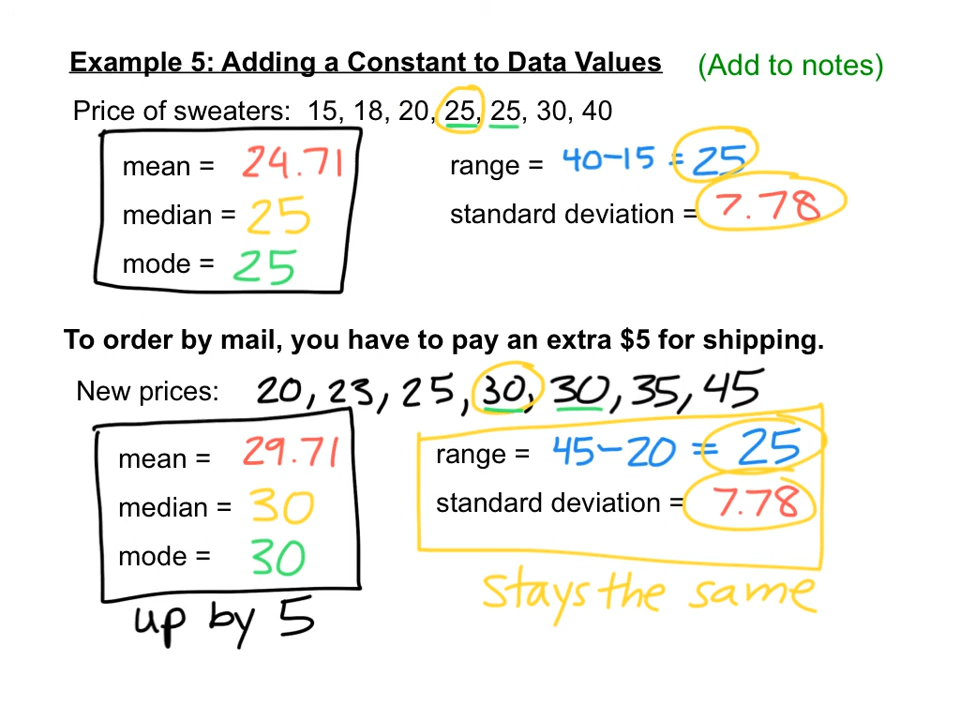 Example 5: Adding a Constant to Data Values (Add to notes)
Price of sweaters: 15, 18, 20, 25, 25, 30, 40
mean = 24.71 range = 40-15 = 25
median = 25 standard deviation = 7.78
mode = 25
To order by mail, you have to pay an extra $5 for shipping.
New prices: 20, 23, 25, 30, 30, 35, 45
mean = 29.71 range = 45-20 = 25
median = 30 standard deviation = 7.78
mode = 30
up by 5 stays the same